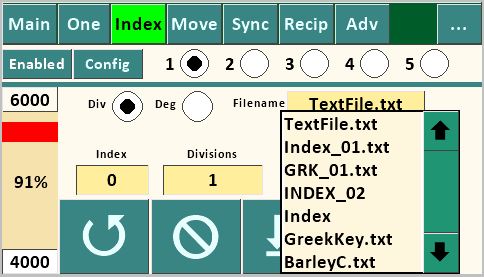 Main One Index Move Sync Recip Adv ...
Enabled Config 1 2 3 4 5
6000 Div Deg Filename TextFile.txt
TextFile.txt
Index_01.txt
Index Divisions
GRK_01.txt
91% 0 1 INDEX_02
Index
GreekKey.txt
4000 BarleyC.txt